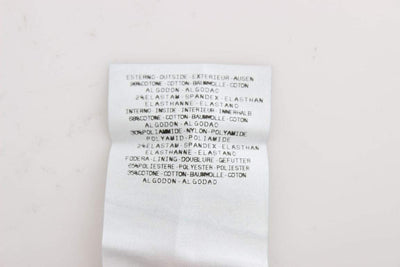 ESTERNO-OUTSIDE-EXTERIEUR-AUSEN
98%COTONE-COTTON-BAUMWOLLE-COTON
ALGODON-ALGODAO
2%ELASTAM-SPANDEX-ELASTHAN
ELASTHANNE-ELASTANO
INTERNO INSIDE-INTERIEUR INNERHALB
68%COTONE-COTTON-BAUMWOLLE-COTON
ALGODON-ALGODAO
30%POLIAMMIDE-NYLON-POLYAMIDE
POLYAMID-POLIAMIDE
2%ELASTAM-SPANDEX-ELASTHAN
ELASTHANNE-ELASTANO
FODERA-LINING-DOUBLURE-GEFUTTER
65%POLIESTERE-POLYESTER-POLIESTER
35%COTONE-COTTON-BAUMWOLLE-COTON
ALGODON-ALGODAO